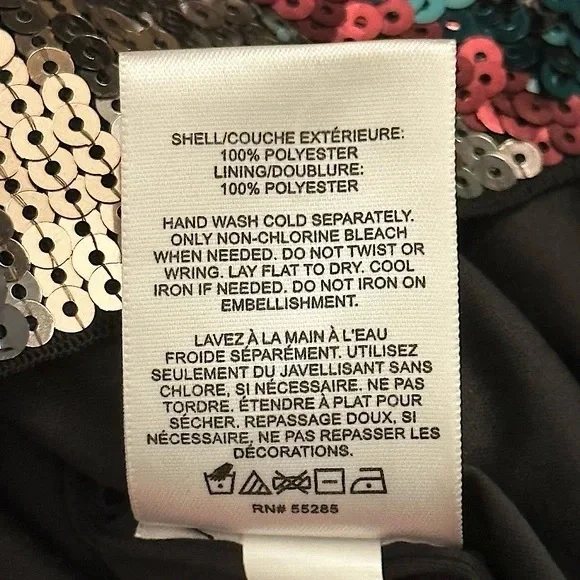 SHELL/COUCHE EXTÉRIEURE:
100% POLYESTER
LINING/DOUBLURE:
100% POLYESTER
HAND WASH COLD SEPARATELY.
ONLY NON-CHLORINE BLEACH
WHEN NEEDED. DO NOT TWIST OR
WRING. LAY FLAT TO DRY. COOL
IRON IF NEEDED. DO NOT IRON ON
EMBELLISHMENT.
LAVEZ À LA MAIN À L'EAU
FROIDE SÉPARÉMENT. UTILISEZ
SEULEMENT DU JAVELLISANT SANS
CHLORE, SI NÉCESSAIRE. NE PAS
TORDRE. ÉTENDRE À PLAT POUR
SÉCHER. REPASSAGE DOUX, SI
NÉCESSAIRE, NE PAS REPASSER LES
DÉCORATIONS.
RN# 55285